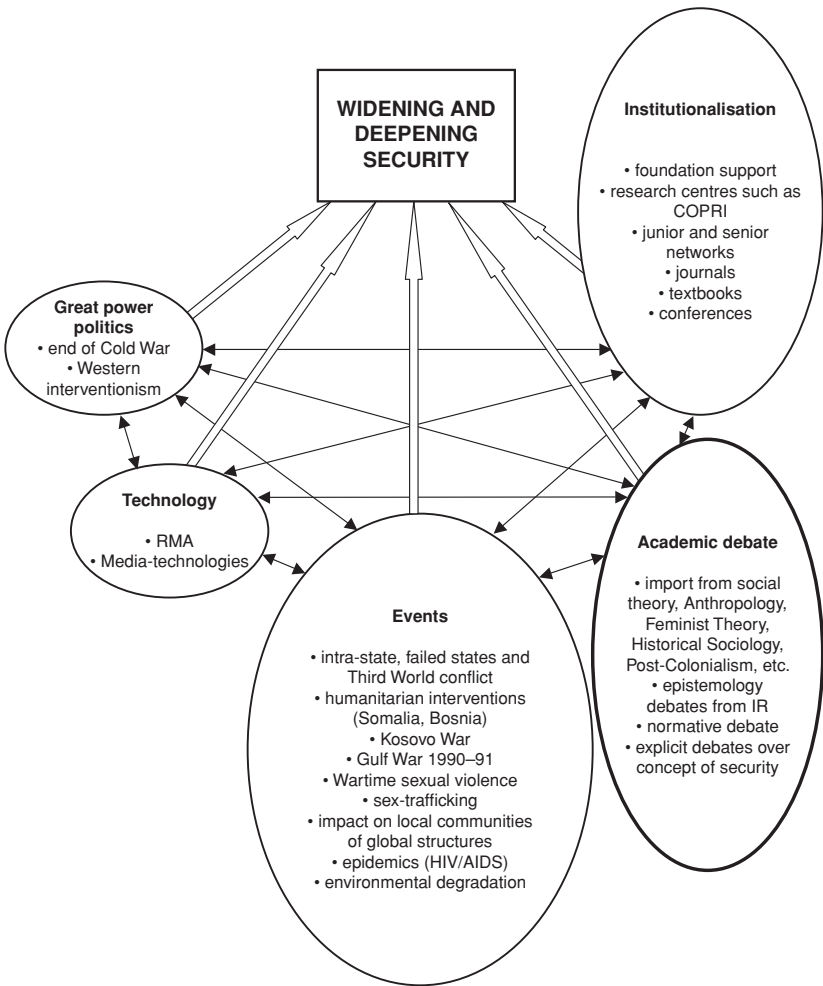 WIDENING AND
DEEPENING
SECURITY
Institutionalisation
• foundation support
• research centres such as
COPRI
• junior and senior
networks
• journals
• textbooks
• conferences
Great power
politics
• end of Cold War
• Western
interventionism
Technology
• RMA
• Media-technologies
Events
• intra-state, failed states and
Third World conflict
• humanitarian interventions
(Somalia, Bosnia)
• Kosovo War
• Gulf War 1990–91
• Wartime sexual violence
• sex-trafficking
• impact on local communities
of global structures
• epidemics (HIV/AIDS)
• environmental degradation
Academic debate
• import from social
theory, Anthropology,
Feminist Theory,
Historical Sociology,
Post-Colonialism, etc.
• epistemology
debates from IR
• normative debate
• explicit debates over
concept of security